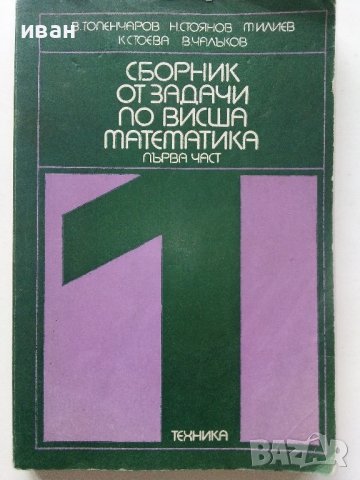 иван
В.ТОПЕНЧАРОВ Н.СТОЯНОВ М.ИЛИЕВ
К.СТОЕВА В.ЧАЛЪКОВ
СБОРНИК
ОТ ЗАДАЧИ
ПО ВИСША
МАТЕМАТИКА
ПЪРВА ЧАСТ
1
ТЕХНИКА
BAZAR